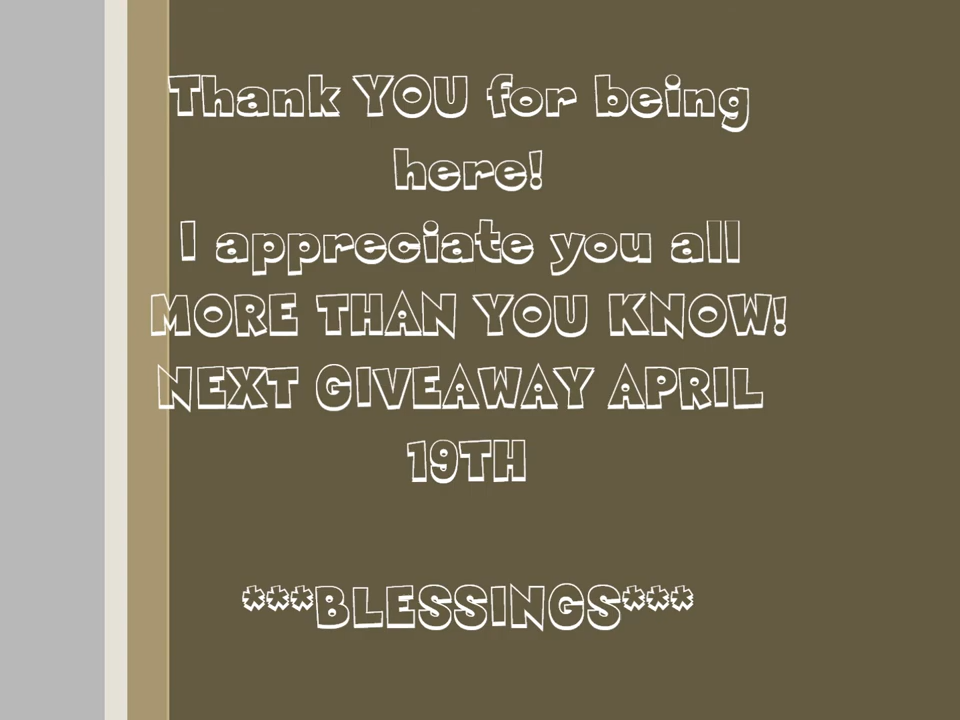 Thank YOU for being
here!
I appreciate you all
MORE THAN YOU KNOW!
NEXT GIVEAWAY APRIL
19TH
***BLESSINGS***